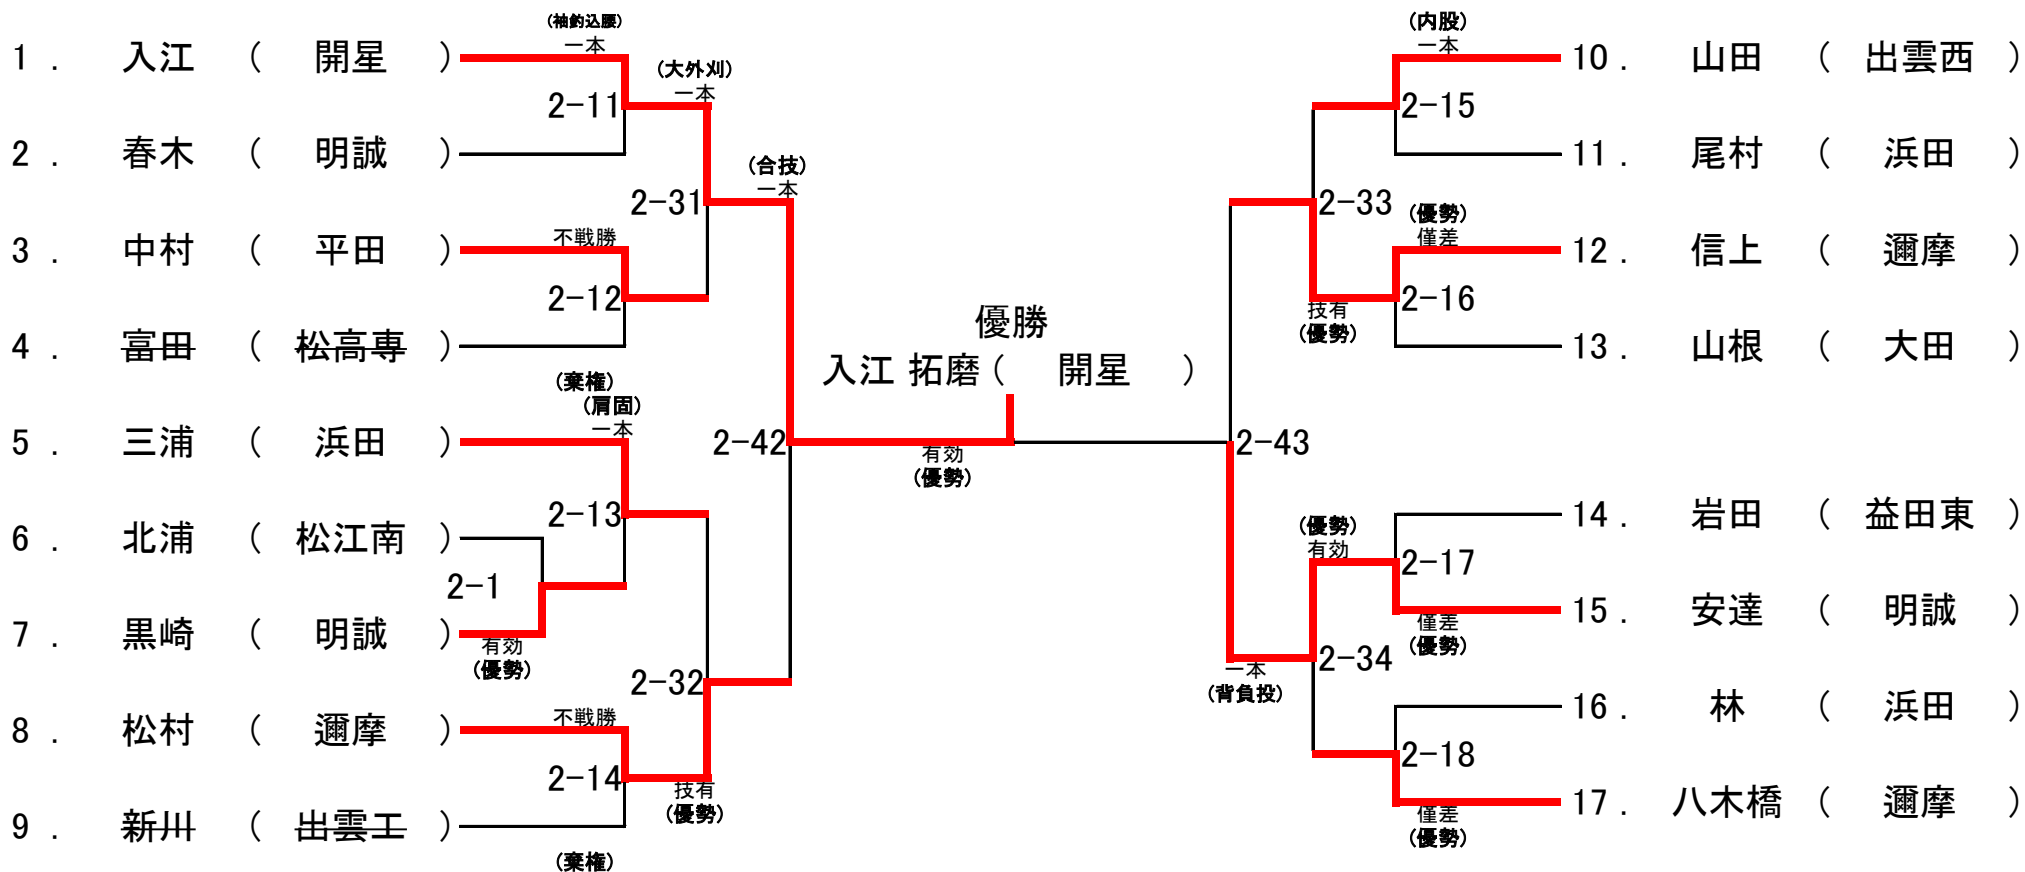 (袖釣込腰)
一本
1 . 入江 ( 開星 )
2-11
(大外刈)
一本
2 . 春木 ( 明誠 )
2-31
(合技)
一本
3 . 中村 ( 平田 )
不戦勝
2-12
4 . 富田 ( 松高専 )
(棄権)
(肩固)
一本
5 . 三浦 ( 浜田 )
2-13
2-42
6 . 北浦 ( 松江南 )
2-1
7 . 黒崎 ( 明誠 )
有効
(優勢)
2-32
8 . 松村 ( 邇摩 )
不戦勝
2-14
技有
(優勢)
9 . 新川 ( 出雲工 )
(棄権)
優勝
入江 拓磨 ( 開星 )
有効
(優勢)
(内股)
一本
10 . 山田 ( 出雲西 )
2-15
11 . 尾村 ( 浜田 )
2-33
(優勢)
僅差
12 . 信上 ( 邇摩 )
2-16
技有
(優勢)
13 . 山根 ( 大田 )
2-43
14 . 岩田 ( 益田東 )
(優勢)
有効
2-17
15 . 安達 ( 明誠 )
僅差
(優勢)
2-34
一本
(背負投)
16 . 林 ( 浜田 )
2-18
17 . 八木橋 ( 邇摩 )
僅差
(優勢)